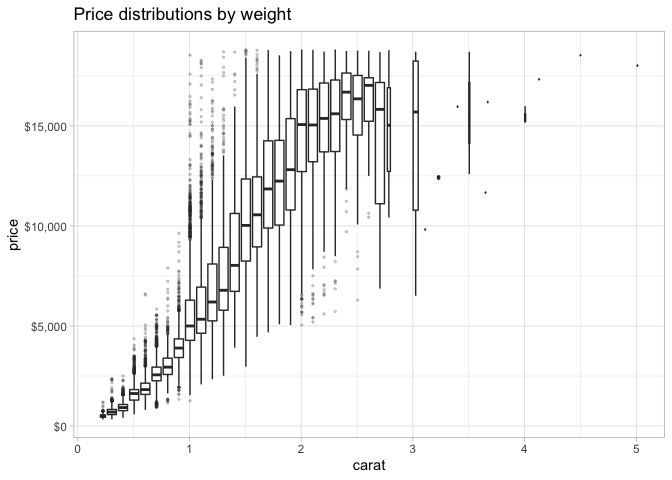 Price distributions by weight
price
$15,000
$10,000
$5,000
$0
0 1 2 3 4 5
carat